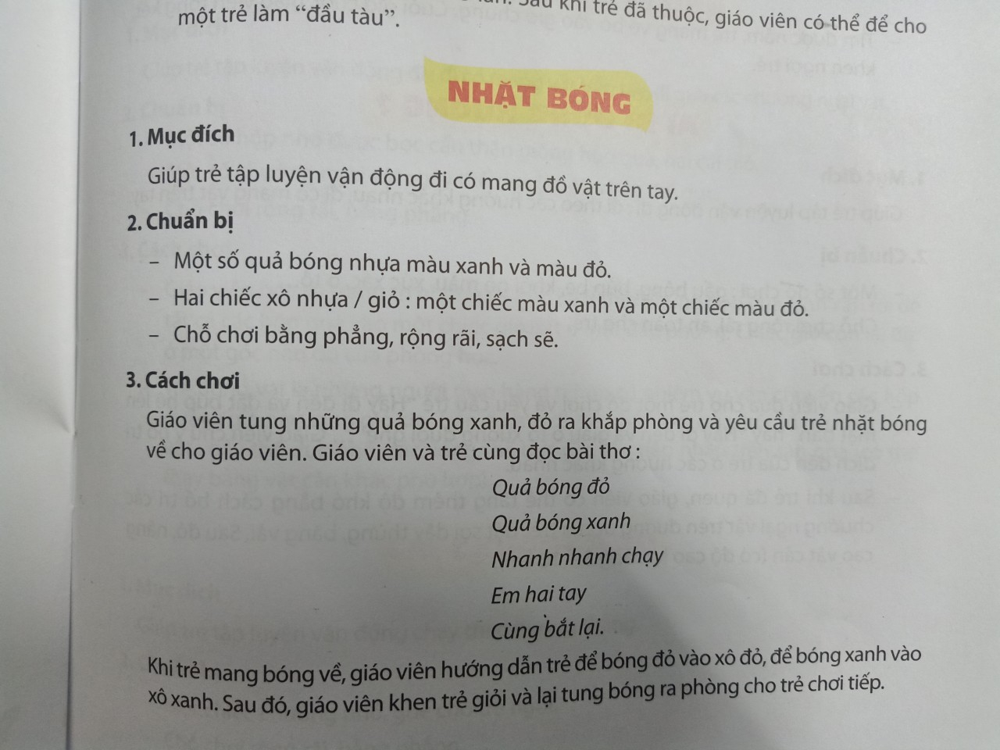 Sau khi trẻ đã thuộc, giáo viên có thể để cho
một trẻ làm “đầu tàu”.
NHẶT BÓNG
1. Mục đích
Giúp trẻ tập luyện vận động đi có mang đồ vật trên tay.
2. Chuẩn bị
– Một số quả bóng nhựa màu xanh và màu đỏ.
– Hai chiếc xô nhựa / giỏ : một chiếc màu xanh và một chiếc màu đỏ.
– Chỗ chơi bằng phẳng, rộng rãi, sạch sẽ.
3. Cách chơi
Giáo viên tung những quả bóng xanh, đỏ ra khắp phòng và yêu cầu trẻ nhặt bóng
về cho giáo viên. Giáo viên và trẻ cùng đọc bài thơ :
Quả bóng đỏ
Quả bóng xanh
Nhanh nhanh chạy
Em hai tay
Cùng bắt lại.
Khi trẻ mang bóng về, giáo viên hướng dẫn trẻ để bóng đỏ vào xô đỏ, để bóng xanh vào
xô xanh. Sau đó, giáo viên khen trẻ giỏi và lại tung bóng ra phòng cho trẻ chơi tiếp.